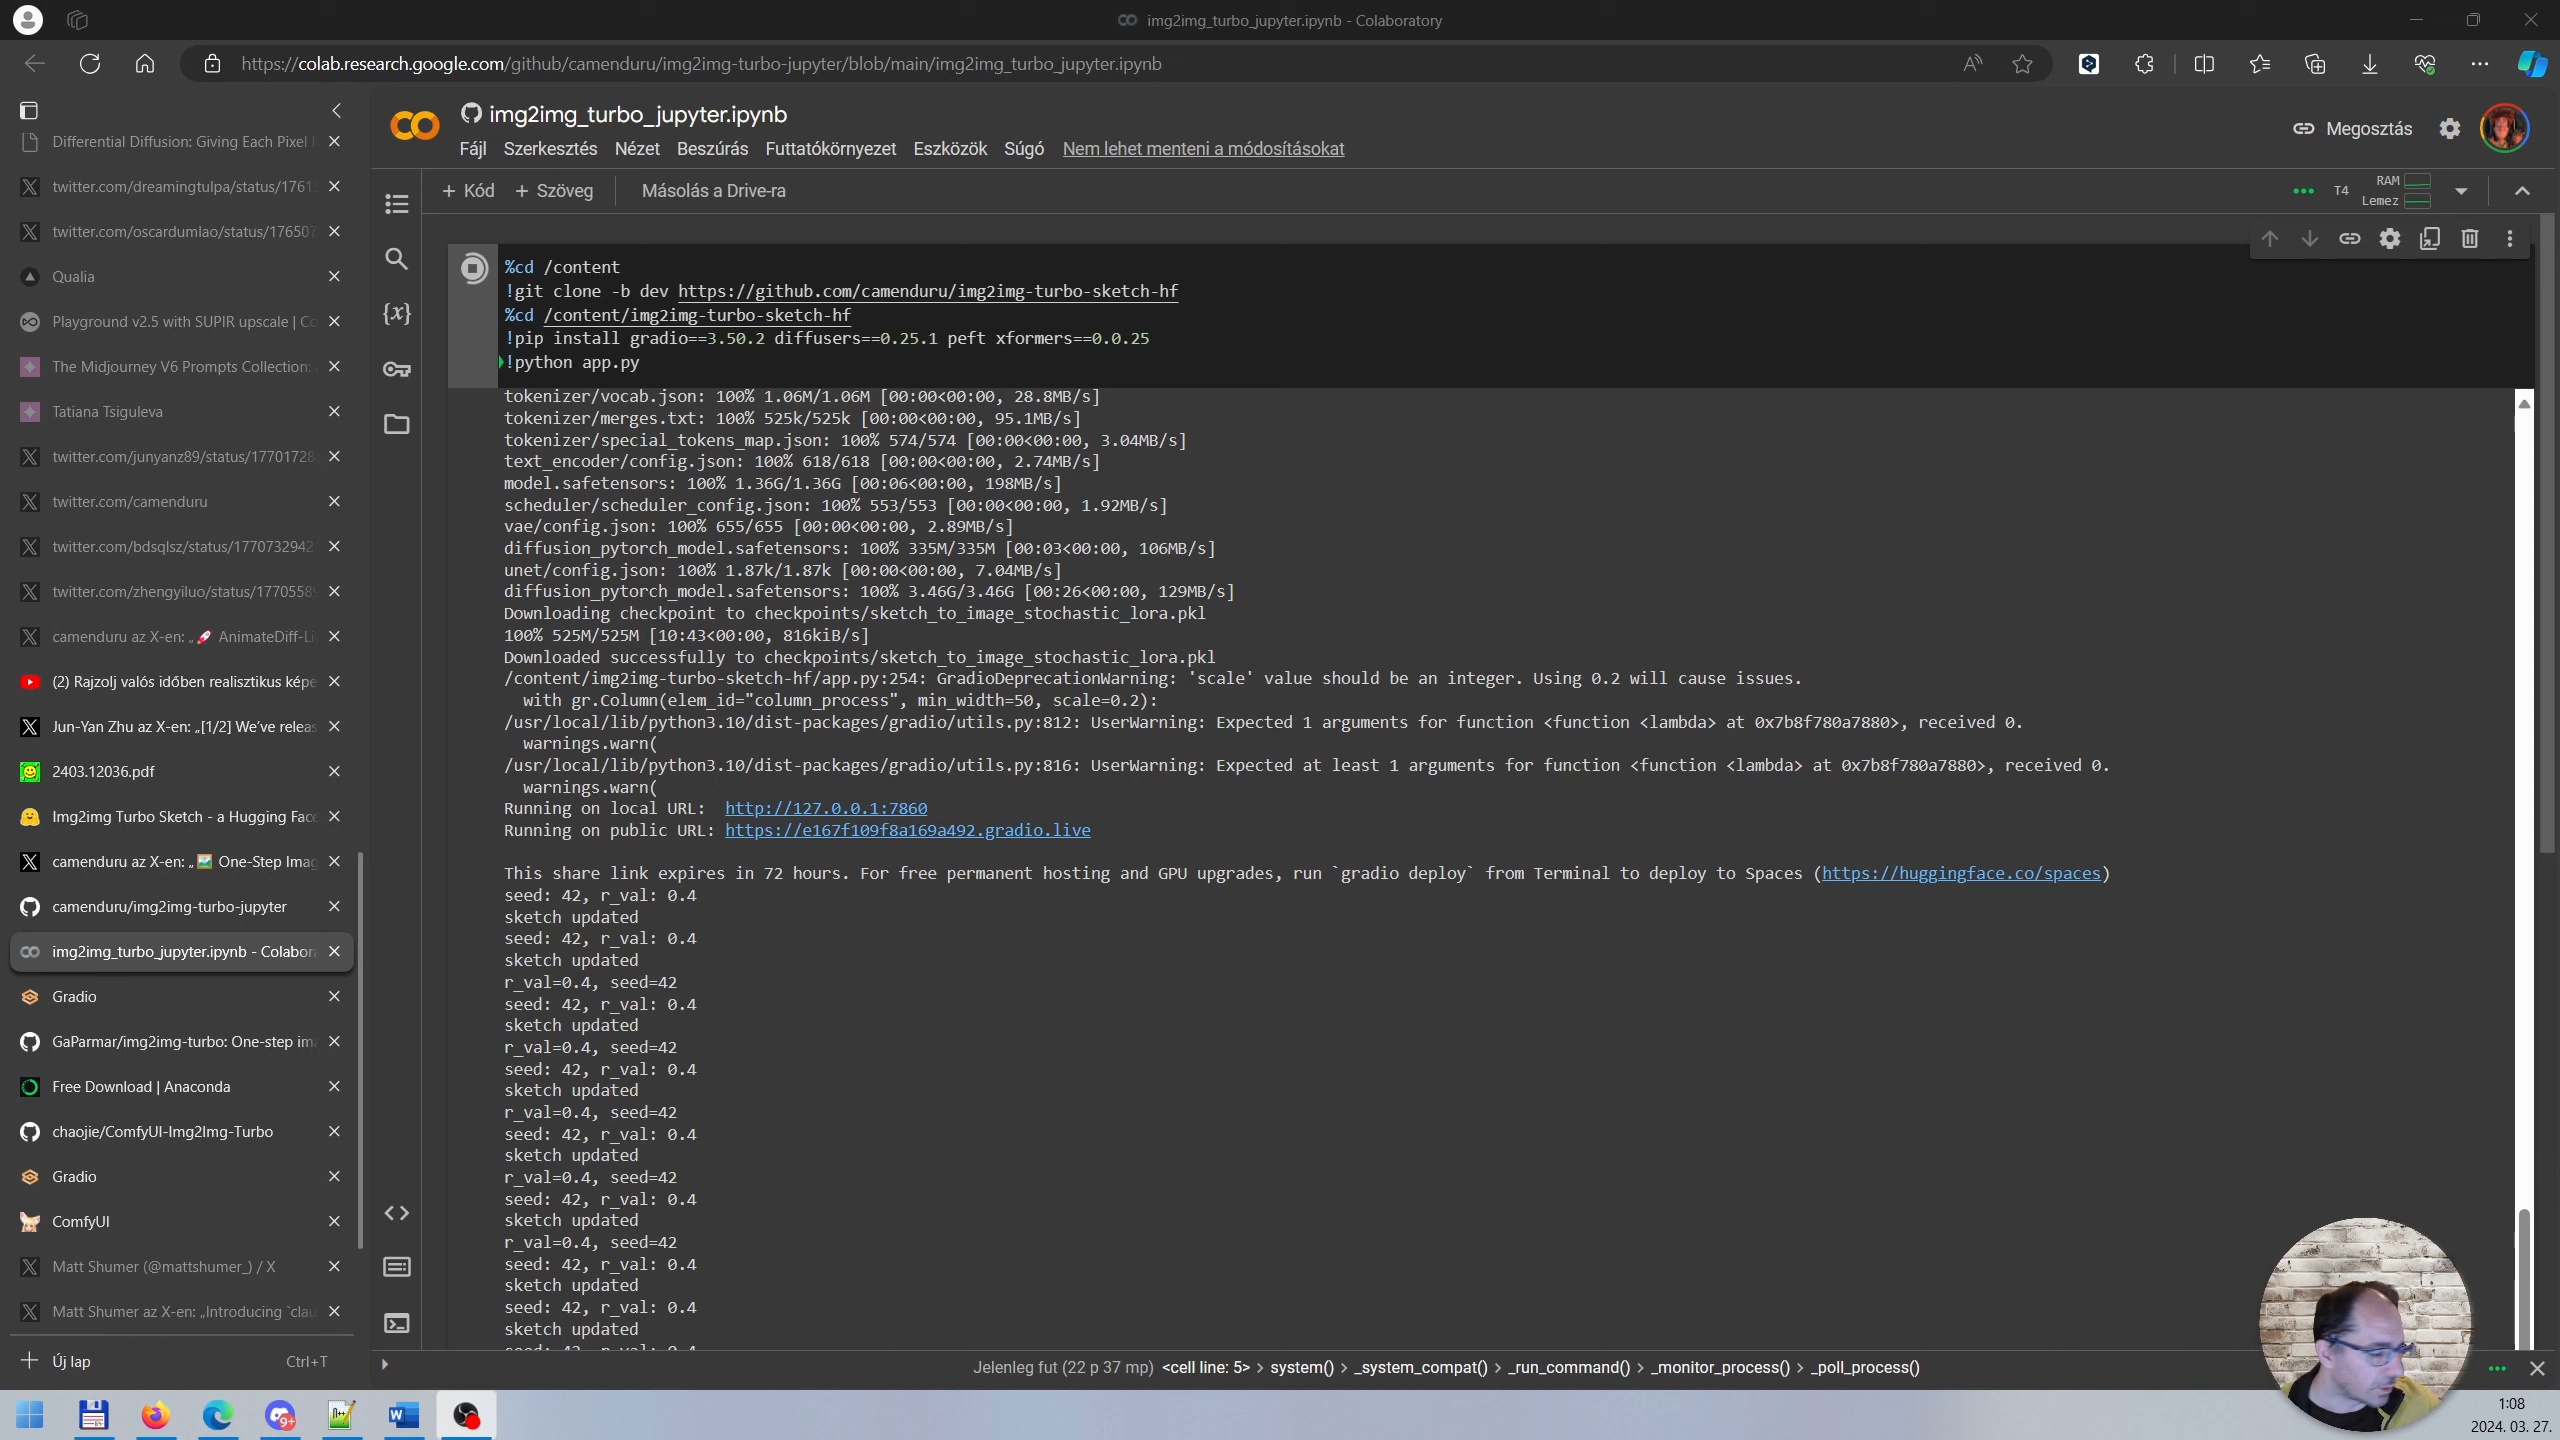 img2img_turbo_jupyter.ipynb - Colaboratory
https://colab.research.google.com/github/camenduru/img2img-turbo-jupyter/blob/main/img2img_turbo_jupyter.ipynb
Differential Diffusion: Giving Each Pixel
twitter.com/dreamingtulpa/status/1761
twitter.com/oscardumlao/status/176507
Qualia
Playground v2.5 with SUPIR upscale | Co
The Midjourney V6 Prompts Collection:
Tatiana Tsiguleva
twitter.com/junyanz89/status/1770172
twitter.com/camenduru
twitter.com/bdsqlsz/status/1770732942
twitter.com/zhengyiluo/status/1770558
camenduru az X-en: „🚀 AnimateDiff-Li
(2) Rajzolj valós időben realisztikus képe
Jun-Yan Zhu az X-en: „[1/2] We've releas
2403.12036.pdf
Img2img Turbo Sketch - a Hugging Face
camenduru az X-en: „🖼️ One-Step Imag
camenduru/img2img-turbo-jupyter
img2img_turbo_jupyter.ipynb - Colabora
Gradio
GaParmar/img2img-turbo: One-step ima
Free Download | Anaconda
chaojie/ComfyUI-Img2Img-Turbo
Gradio
ComfyUI
Matt Shumer (@mattshumer_) / X
Matt Shumer az X-en: „Introducing `clau
Új lap Ctrl+T
img2img_turbo_jupyter.ipynb
Fájl Szerkesztés Nézet Beszúrás Futtatókörnyezet Eszközök Súgó Nem lehet menteni a módosításokat
Megosztás
+ Kód + Szöveg Másolás a Drive-ra
T4 RAM
Lemez
%cd /content
!git clone -b dev https://github.com/camenduru/img2img-turbo-sketch-hf
%cd /content/img2img-turbo-sketch-hf
!pip install gradio==3.50.2 diffusers==0.25.1 peft xformers==0.0.25
!python app.py
tokenizer/vocab.json: 100% 1.06M/1.06M [00:00<00:00, 28.8MB/s]
tokenizer/merges.txt: 100% 525k/525k [00:00<00:00, 95.1MB/s]
tokenizer/special_tokens_map.json: 100% 574/574 [00:00<00:00, 3.04MB/s]
text_encoder/config.json: 100% 618/618 [00:00<00:00, 2.74MB/s]
model.safetensors: 100% 1.36G/1.36G [00:06<00:00, 198MB/s]
scheduler/scheduler_config.json: 100% 553/553 [00:00<00:00, 1.92MB/s]
vae/config.json: 100% 655/655 [00:00<00:00, 2.89MB/s]
diffusion_pytorch_model.safetensors: 100% 335M/335M [00:03<00:00, 106MB/s]
unet/config.json: 100% 1.87k/1.87k [00:00<00:00, 7.04MB/s]
diffusion_pytorch_model.safetensors: 100% 3.46G/3.46G [00:26<00:00, 129MB/s]
Downloading checkpoint to checkpoints/sketch_to_image_stochastic_lora.pkl
100% 525M/525M [10:43<00:00, 816kiB/s]
Downloaded successfully to checkpoints/sketch_to_image_stochastic_lora.pkl
/content/img2img-turbo-sketch-hf/app.py:254: GradioDeprecationWarning: 'scale' value should be an integer. Using 0.2 will cause issues.
with gr.Column(elem_id="column_process", min_width=50, scale=0.2):
/usr/local/lib/python3.10/dist-packages/gradio/utils.py:812: UserWarning: Expected 1 arguments for function <function <lambda> at 0x7b8f780a7880>, received 0.
warnings.warn(
/usr/local/lib/python3.10/dist-packages/gradio/utils.py:816: UserWarning: Expected at least 1 arguments for function <function <lambda> at 0x7b8f780a7880>, received 0.
warnings.warn(
Running on local URL: http://127.0.0.1:7860
Running on public URL: https://e167f109f8a169a492.gradio.live
This share link expires in 72 hours. For free permanent hosting and GPU upgrades, run `gradio deploy` from Terminal to deploy to Spaces (https://huggingface.co/spaces)
seed: 42, r_val: 0.4
sketch updated
seed: 42, r_val: 0.4
sketch updated
r_val=0.4, seed=42
seed: 42, r_val: 0.4
sketch updated
r_val=0.4, seed=42
seed: 42, r_val: 0.4
sketch updated
r_val=0.4, seed=42
seed: 42, r_val: 0.4
sketch updated
r_val=0.4, seed=42
seed: 42, r_val: 0.4
sketch updated
r_val=0.4, seed=42
seed: 42, r_val: 0.4
sketch updated
seed: 42, r_val: 0.4
sketch updated
seed: 42, r_val: 0.4
Jelenleg fut (22 p 37 mp) <cell line: 5> > system() > _system_compat() > _run_command() > _monitor_process() > _poll_process()
9+
1:08
2024. 03. 27.